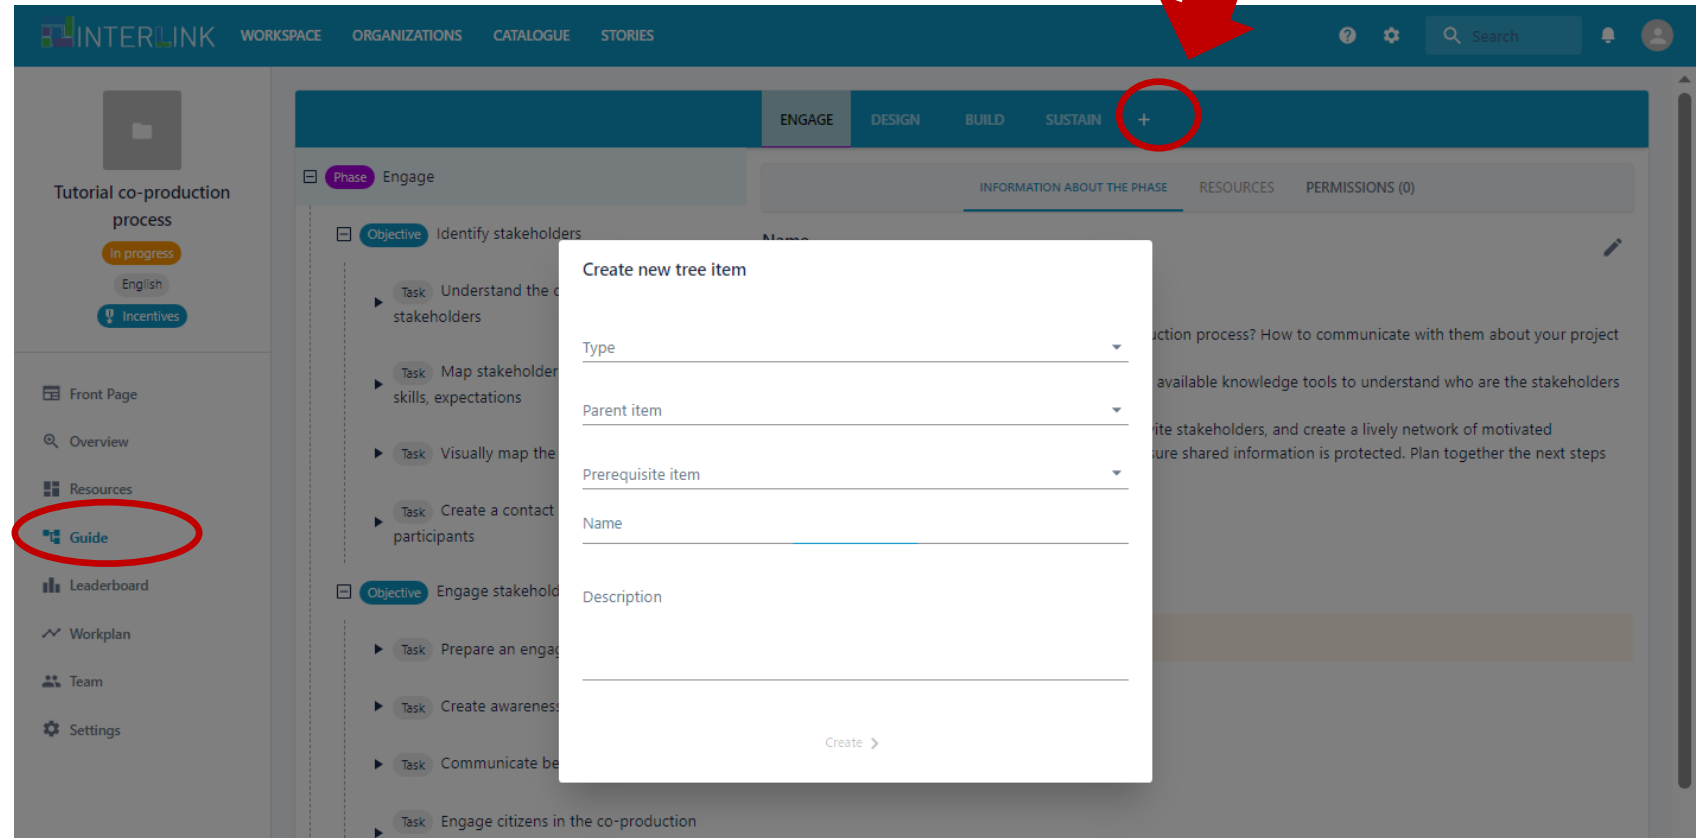 INTERLINK WORKSPACE ORGANIZATIONS CATALOGUE STORIES Search
Tutorial co-production
process
In progress
English
Incentives
Front Page
Overview
Resources
Guide
Leaderboard
Workplan
Team
Settings
ENGAGE DESIGN BUILD SUSTAIN +
Phase Engage
Objective Identify stakeholders
Task Understand the
stakeholders
Task Map stakeholder
skills, expectations
Task Visually map the
Task Create a contact
participants
Objective Engage stakehold
Task Prepare an engag
Task Create awareness
Task Communicate be
Task Engage citizens in the co-production
INFORMATION ABOUT THE PHASE RESOURCES PERMISSIONS (0)
Name
uction process? How to communicate with them about your project
available knowledge tools to understand who are the stakeholders
ite stakeholders, and create a lively network of motivated
sure shared information is protected. Plan together the next steps
Create new tree item
Type
Parent item
Prerequisite item
Name
Description
Create